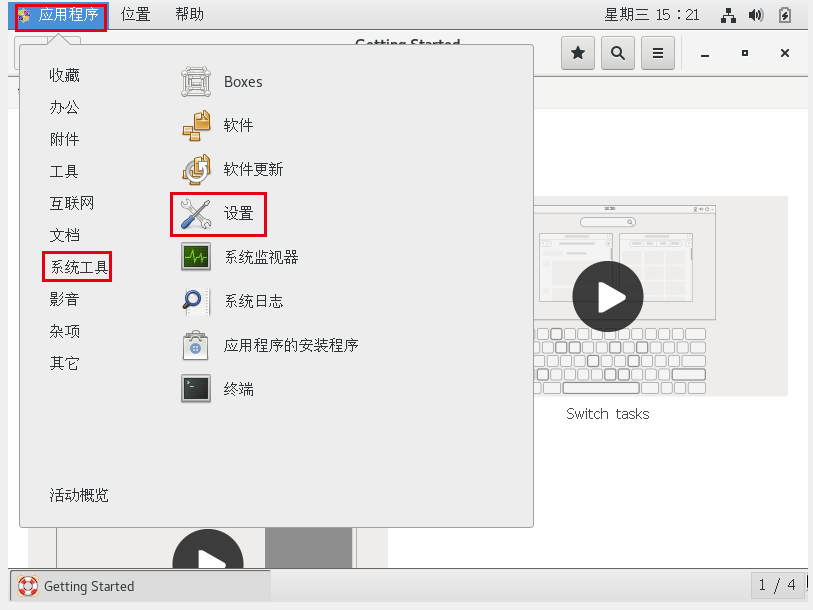 应用程序 位置 帮助 星期三 15：21
Getting Started
收藏
办公
附件
工具
互联网
文档
系统工具
影音
杂项
其它
活动概览
Boxes
软件
软件更新
设置
系统监视器
系统日志
应用程序的安装程序
终端
Switch tasks
Getting Started
1 / 4